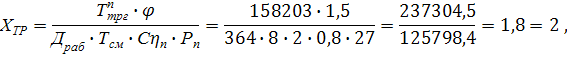 X_ТР = (T^n_трг · φ) / (Д_раб · T_см · Cη_п · P_п) = (158203 · 1,5) / (364 · 8 · 2 · 0,8 · 27) = 237304,5 / 125798,4 = 1,8 = 2 ,